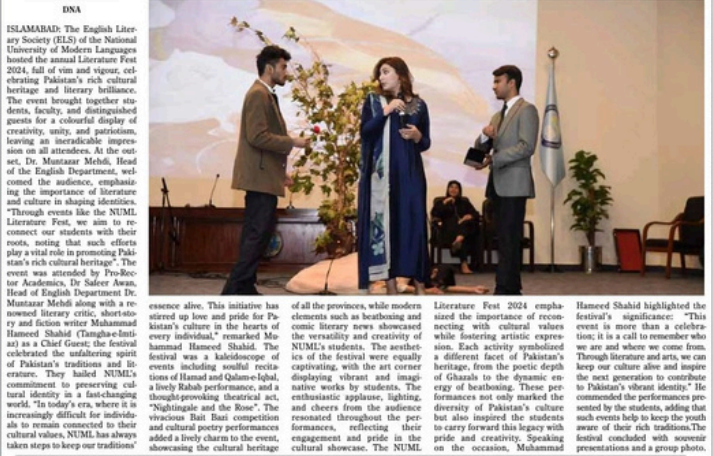 DNA
ISLAMABAD: The English Liter-
ary Society (ELS) of the National
University of Modern Languages
hosted the annual Literature Fest
2024, full of vim and vigour, cel-
ebrating Pakistan's rich cultural
heritage and literary brilliance.
The event brought together stu-
dents, faculty, and distinguished
guests for a colourful display of
creativity, unity, and patriotism,
leaving an ineradicable impres-
sion on all attendees. At the out-
set, Dr. Muntazar Mehdi, Head
of the English Department, wel-
comed the audience, emphasiz-
ing the importance of literature
and culture in shaping identities.
"Through events like the NUML
Literature Fest, we aim to re-
connect our students with their
roots, noting that such efforts
play a vital role in promoting Paki-
stan's rich cultural heritage". The
event was attended by Pro-Rec-
tor Academics, Dr Safeer Awan,
Head of English Department Dr.
Muntazar Mehdi along with a re-
nowned literary critic, short-sto-
ry and fiction writer Muhammad
Hameed Shahid (Tamgha-e-Imti-
az) as a Chief Guest; the festival
celebrated the unfaltering spirit
of Pakistan's traditions and lit-
erature. They hailed NUML's
commitment to preserving cul-
tural identity in a fast-changing
world. "In today's era, where it is
increasingly difficult for individu-
als to remain connected to their
cultural values, NUML has always
taken steps to keep our traditions'
essence alive. This initiative has
stirred up love and pride for Pa-
kistan's culture in the hearts of
every individual," remarked Mu-
hammad Hameed Shahid. The
festival was a kaleidoscope of
events including soulful recita-
tions of Hamad and Qalam-e-Iqbal,
a lively Rabab performance, and a
thought-provoking theatrical act,
"Nightingale and the Rose". The
vivacious Bait Bazi competition
and cultural poetry performances
added a lively charm to the event,
showcasing the cultural heritage
of all the provinces, while modern
elements such as beatboxing and
comic literary news showcased
the versatility and creativity of
NUML's students. The aesthet-
ics of the festival were equally
captivating, with the art corner
displaying vibrant and imagi-
native works by students. The
enthusiastic applause, lighting,
and cheers from the audience
resonated throughout the per-
formances, reflecting their
engagement and pride in the
cultural showcase. The NUML
Literature Fest 2024 empha-
sized the importance of recon-
necting with cultural values
while fostering artistic expres-
sion. Each activity symbolized
a different facet of Pakistan's
heritage, from the poetic depth
of Ghazals to the dynamic en-
ergy of beatboxing. These per-
formances not only marked the
diversity of Pakistan's culture
but also inspired the students
to carry forward this legacy with
pride and creativity. Speaking
on the occasion, Muhammad
Hameed Shahid highlighted the
festival's significance: "This
event is more than a celebra-
tion; it is a call to remember who
we are and where we come from.
Through literature and arts, we can
keep our culture alive and inspire
the next generation to contribute
to Pakistan's vibrant identity." He
commended the performances pre-
sented by the students, adding that
such events help to keep the youth
aware of their rich traditions.The
festival concluded with souvenir
presentations and a group photo.